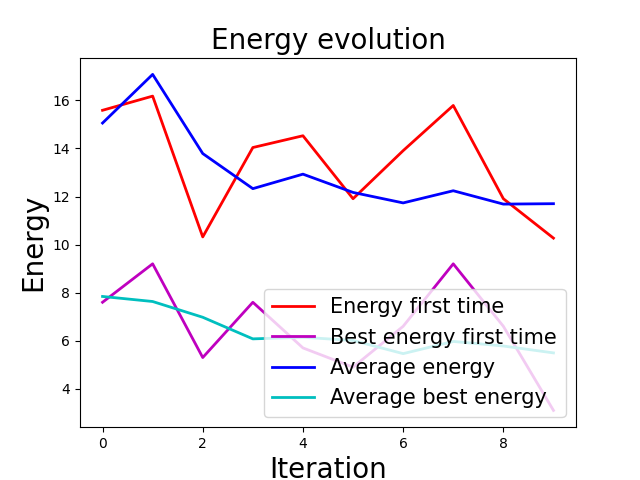 Energy evolution
Energy
16
14
12
10
8
6
4
Energy first time
Best energy first time
Average energy
Average best energy
0
2
4
6
8
Iteration